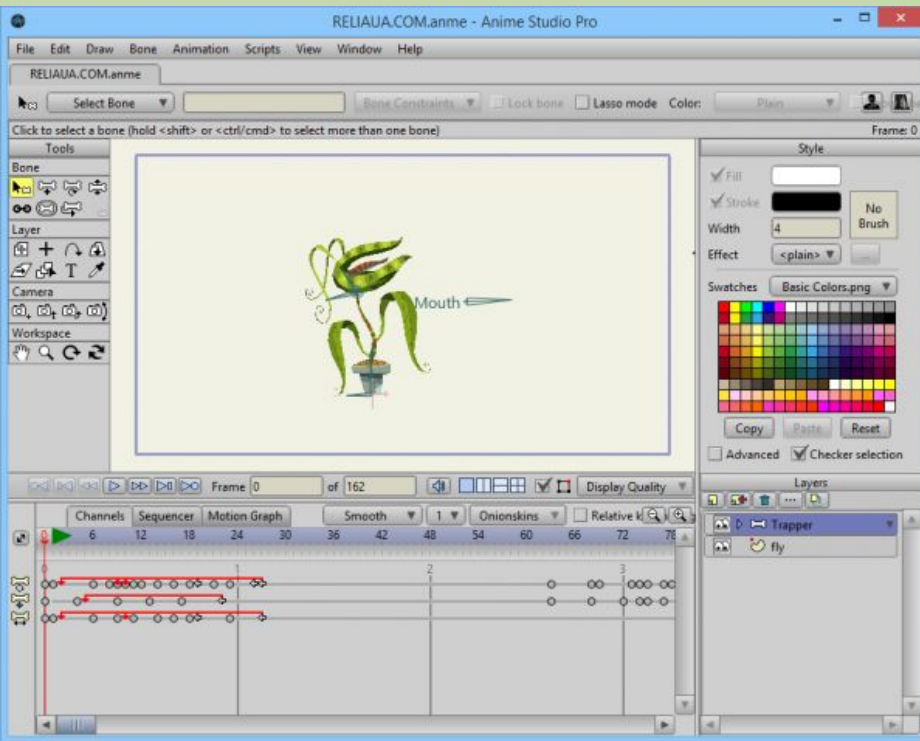 RELIAUA.COM.anme - Anime Studio Pro
File Edit Draw Bone Animation Scripts View Window Help
RELIAUA.COM.anme
Select Bone Bone Constraints Lock bone Lasso mode Color: Plain
Click to select a bone (hold <shift> or <ctrl/cmd> to select more than one bone) Frame: 0
Tools
Style
Bone
Fill
Stroke
No
Brush
Width 4
Layer
Effect <plain> ...
Swatches Basic Colors.png
Camera
Mouth
Workspace
Copy Paste Reset
Advanced Checker selection
Frame 0 of 162 Display Quality
Layers
Channels Sequencer Motion Graph Smooth 1 Onionskins Relative k
0 6 12 18 24 30 36 42 48 54 60 66 72 78
Trapper
fly
0 1 2 3